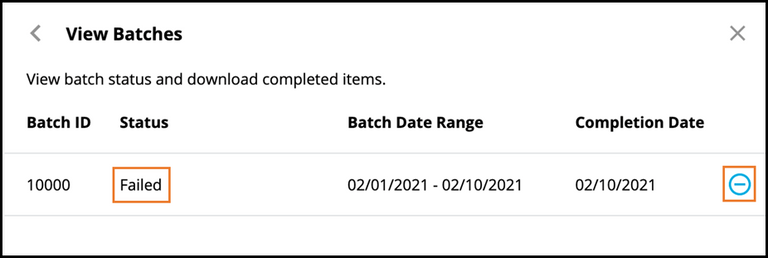 View Batches
View batch status and download completed items.
Batch ID Status Batch Date Range Completion Date
10000 Failed 02/01/2021 - 02/10/2021 02/10/2021